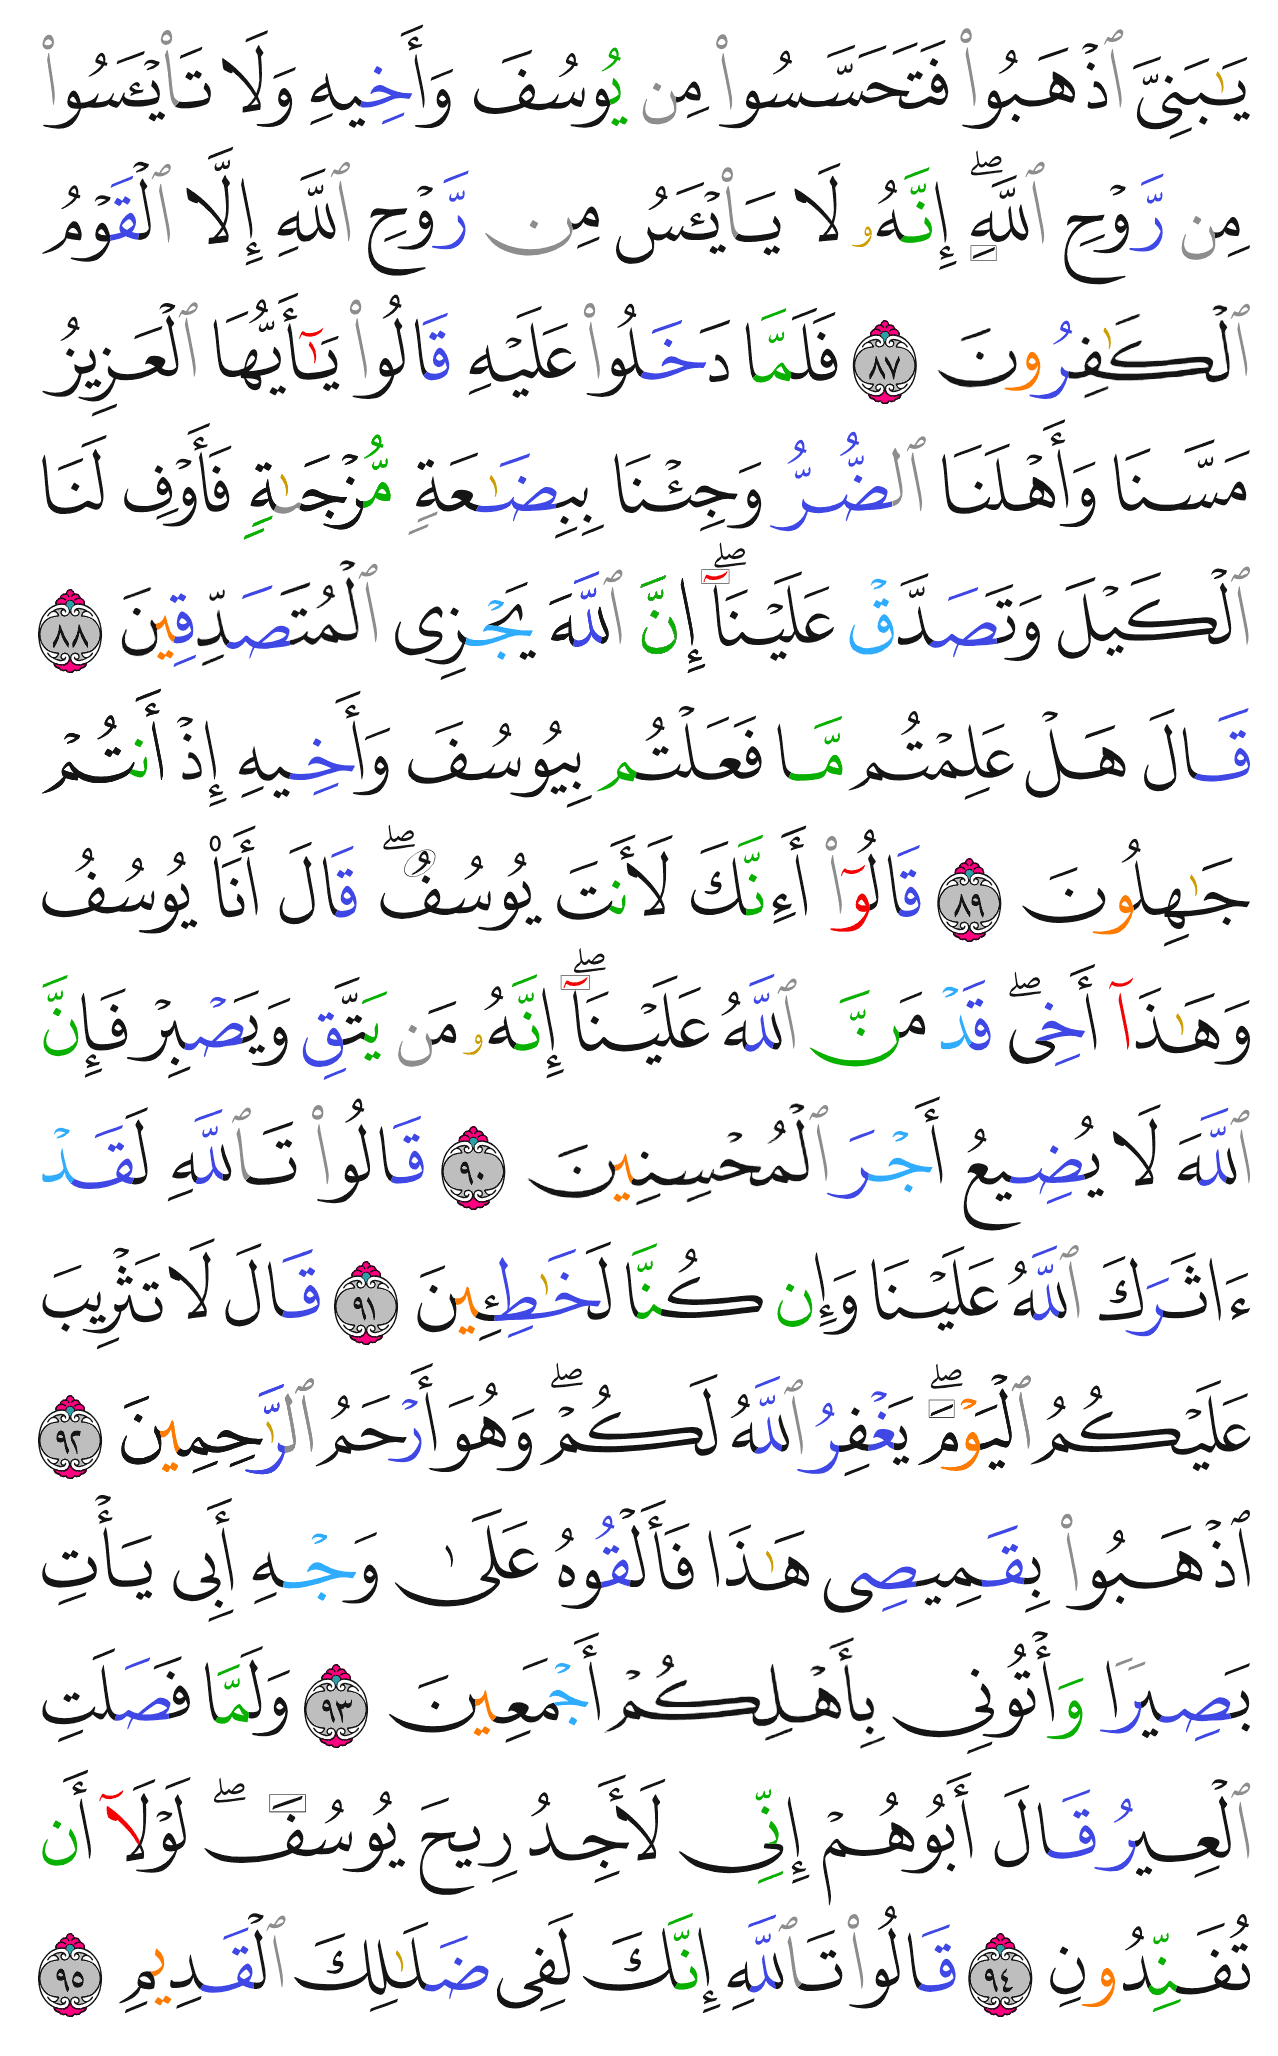 يَـٰبَنِىَّ ٱذْهَبُوا۟ فَتَحَسَّسُوا۟ مِن يُوسُفَ وَأَخِيهِ وَلَا تَا۟يْـَٔسُوا۟
مِن رَّوْحِ ٱللَّهِ ۖ إِنَّهُۥ لَا يَا۟يْـَٔسُ مِن رَّوْحِ ٱللَّهِ إِلَّا ٱلْقَوْمُ
ٱلْكَـٰفِرُونَ ٨٧ فَلَمَّا دَخَلُوا۟ عَلَيْهِ قَالُوا۟ يَـٰٓأَيُّهَا ٱلْعَزِيزُ
مَسَّنَا وَأَهْلَنَا ٱلضُّرُّ وَجِئْنَا بِبِضَـٰعَةٍ مُّزْجَىٰةٍ فَأَوْفِ لَنَا
ٱلْكَيْلَ وَتَصَدَّقْ عَلَيْنَآ ۖ إِنَّ ٱللَّهَ يَجْزِى ٱلْمُتَصَدِّقِينَ ٨٨
قَالَ هَلْ عَلِمْتُم مَّا فَعَلْتُم بِيُوسُفَ وَأَخِيهِ إِذْ أَنتُمْ
جَـٰهِلُونَ ٨٩ قَالُوٓا۟ أَءِنَّكَ لَأَنتَ يُوسُفُ ۖ قَالَ أَنَا۠ يُوسُفُ
وَهَـٰذَآ أَخِى ۖ قَدْ مَنَّ ٱللَّهُ عَلَيْنَآ ۖ إِنَّهُۥ مَن يَتَّقِ وَيَصْبِرْ فَإِنَّ
ٱللَّهَ لَا يُضِيعُ أَجْرَ ٱلْمُحْسِنِينَ ٩٠ قَالُوا۟ تَٱللَّهِ لَقَدْ
ءَاثَرَكَ ٱللَّهُ عَلَيْنَا وَإِن كُنَّا لَخَـٰطِـِٔينَ ٩١ قَالَ لَا تَثْرِيبَ
عَلَيْكُمُ ٱلْيَوْمَ ۖ يَغْفِرُ ٱللَّهُ لَكُمْ ۖ وَهُوَ أَرْحَمُ ٱلرَّٰحِمِينَ ٩٢
ٱذْهَبُوا۟ بِقَمِيصِى هَـٰذَا فَأَلْقُوهُ عَلَىٰ وَجْهِ أَبِى يَأْتِ
بَصِيرًا وَأْتُونِى بِأَهْلِكُمْ أَجْمَعِينَ ٩٣ وَلَمَّا فَصَلَتِ
ٱلْعِيرُ قَالَ أَبُوهُمْ إِنِّى لَأَجِدُ رِيحَ يُوسُفَ ۖ لَوْلَآ أَن
تُفَنِّدُونِ ٩٤ قَالُوا۟ تَٱللَّهِ إِنَّكَ لَفِى ضَلَـٰلِكَ ٱلْقَدِيمِ ٩٥